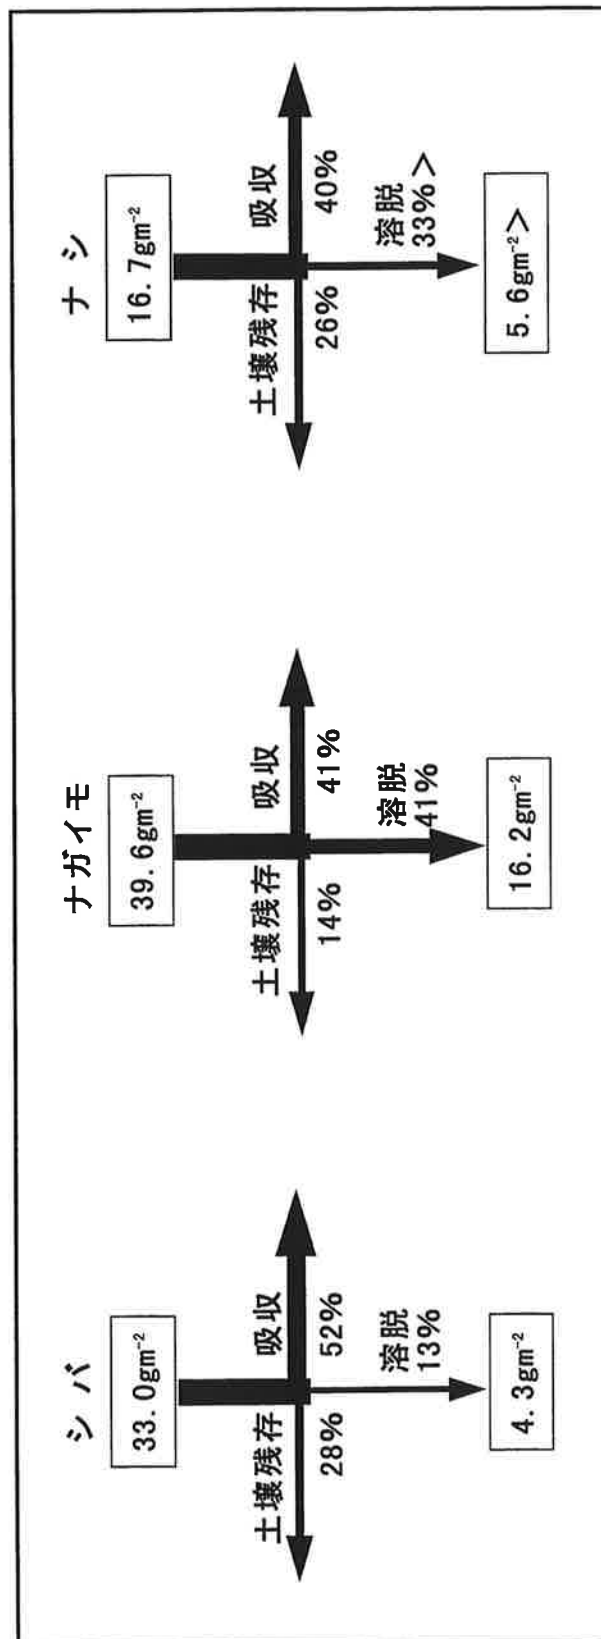 シバ
33.0gm⁻²
土壌残存
28%
吸収
52%
溶脱
13%
4.3gm⁻²
ナガイモ
39.6gm⁻²
土壌残存
14%
吸収
41%
溶脱
41%
16.2gm⁻²
ナシ
16.7gm⁻²
土壌残存
26%
吸収
40%
溶脱
33%>
5.6gm⁻²>